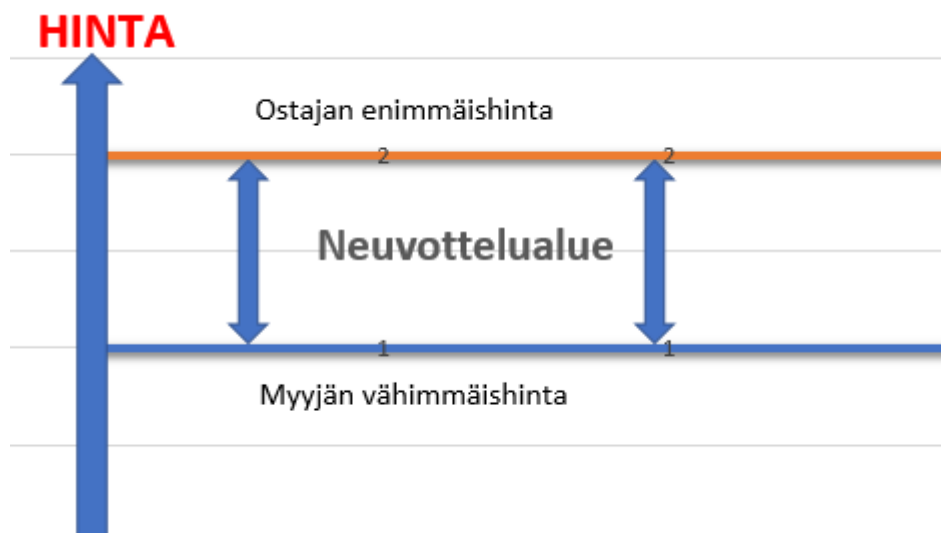 HINTA
Ostajan enimmäishinta
2 2
Neuvottelualue
1 1
Myyjän vähimmäishinta